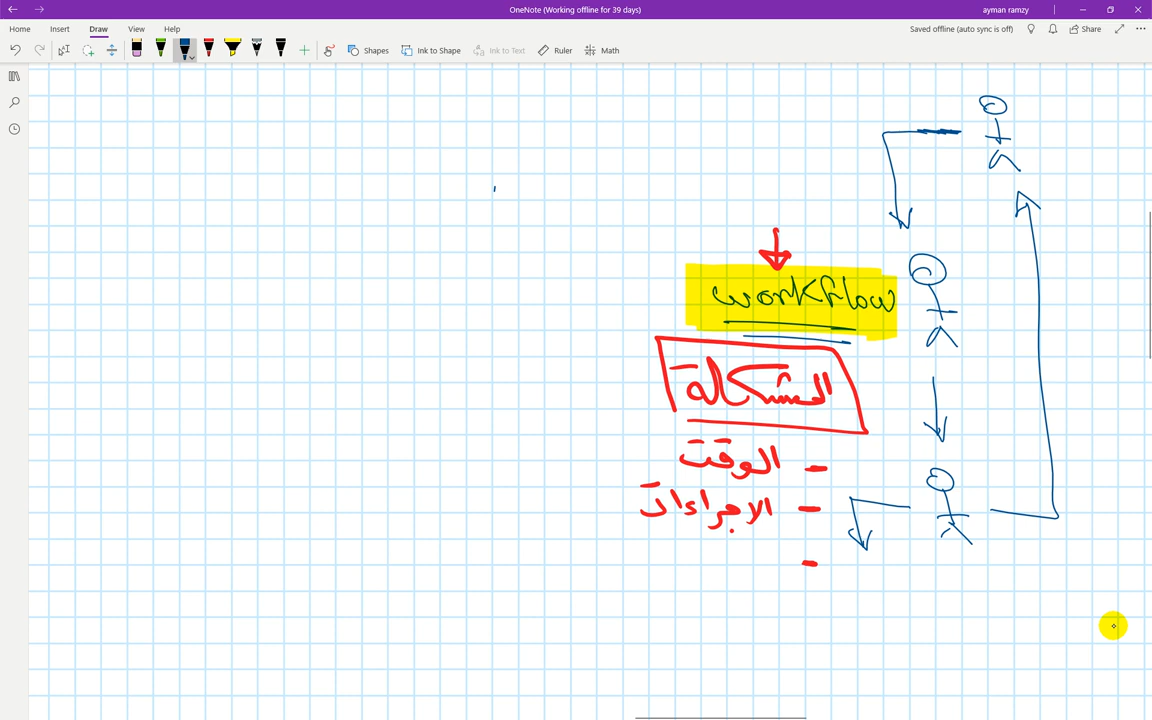 OneNote (Working offline for 39 days)
ayman ramzy
Home Insert Draw View Help
Saved offline (auto sync is off)
Share
Shapes
Ink to Shape
Ink to Text
Ruler
Math
workflow
المشكلة
- الوقت
- الاجراءات
-